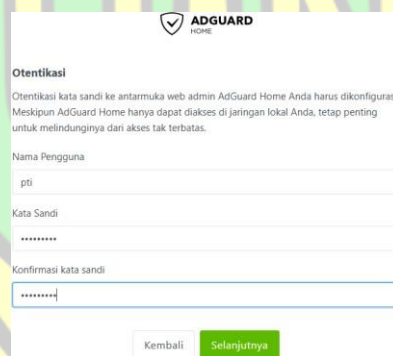 ADGUARD
HOME
Otentikasi
Otentikasi kata sandi ke antarmuka web admin AdGuard Home Anda harus dikonfiguras
Meskipun AdGuard Home hanya dapat diakses di jaringan lokal Anda, tetap penting
untuk melindunginya dari akses tak terbatas.
Nama Pengguna
pti
Kata Sandi
•••••••••
Konfirmasi kata sandi
•••••••••
Kembali Selanjutnya